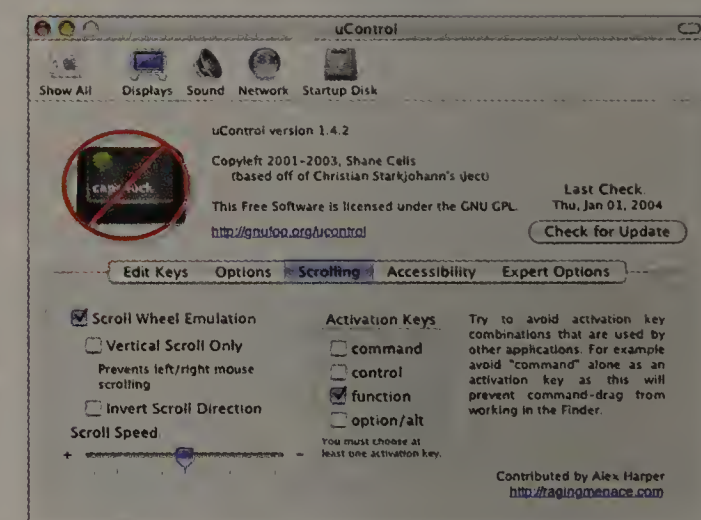 uControl
Show All
Displays
Sound
Network
Startup Disk
uControl version 1.4.2
Copyleft 2001-2003, Shane Celis
(based off of Christian Starkjohann's
This Free Software is licensed under the GNU GPL.
http://gnufoo.org/ucontrol
caps lock
Last Check.
Thu, Jan 01, 2004
Check for Update
Edit Keys
Options
Scrolling
Accessibility
Expert Options
Scroll Wheel Emulation
Vertical Scroll Only
Prevents left/right mouse
scrolling
Invert Scroll Direction
Scroll Speed
+
-
Activation Keys
command
control
function
option/alt
You must choose at
least one activation key.
Try to avoid activation key
combinations that are used by
other applications. For example
avoid "command" alone as an
activation key as this will
prevent command-drag from
working in the Finder.
Contributed by Alex Harper
http://ragingmenace.com